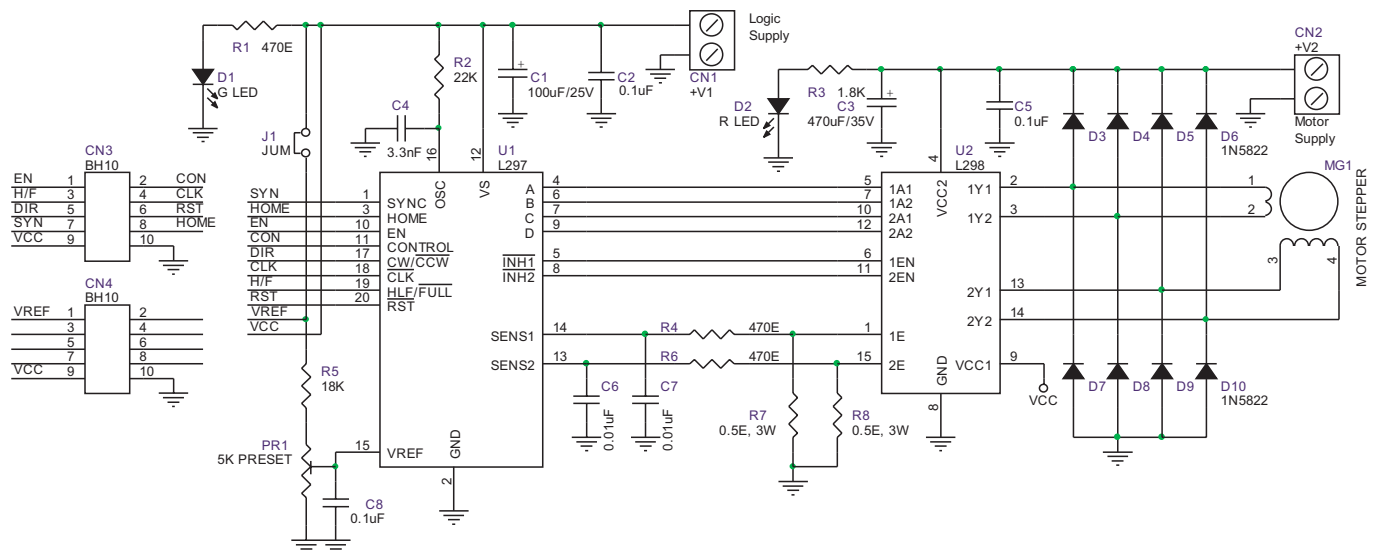 R1 470E
D1
G LED
J1
JUM
R2
22K
C4
3.3nF
C1
100uF/25V
+
C2
0.1uF
CN1
+V1
Logic
Supply
CN2
+V2
Motor
Supply
D2
R LED
R3 1.8K
C3
470uF/35V
+
C5
0.1uF
D3
D4
D5
D6
1N5822
MG1
MOTOR STEPPER
1
2
3
4
CN3
BH10
EN 1
H/F 3
DIR 5
SYN 7
VCC 9
2 CON
4 CLK
6 RST
8 HOME
10
CN4
BH10
VREF 1
3
5
7
VCC 9
2
4
6
8
10
SYN 1 SYNC
HOME 3 HOME
EN 10 EN
CON 11 CONTROL
DIR 17 CW/CCW
CLK 18 CLK
H/F 19 HLF/FULL
RST 20 RST
VREF
VCC
U1
L297
16 OSC
12 VS
A 4
B 6
C 7
D 9
INH1 5
INH2 8
SENS1 14
SENS2 13
15 VREF
GND 2
R5
18K
PR1
5K PRESET
C8
0.1uF
R4 470E
R6 470E
C6
0.01uF
C7
0.01uF
R7
0.5E, 3W
R8
0.5E, 3W
U2
L298
4 VCC2
5 1A1
7 1A2
10 2A1
12 2A2
6 1EN
11 2EN
1 1E
15 2E
1Y1 2
1Y2 3
2Y1 13
2Y2 14
VCC1 9
VCC
GND 8
D7
D8
D9
D10
1N5822